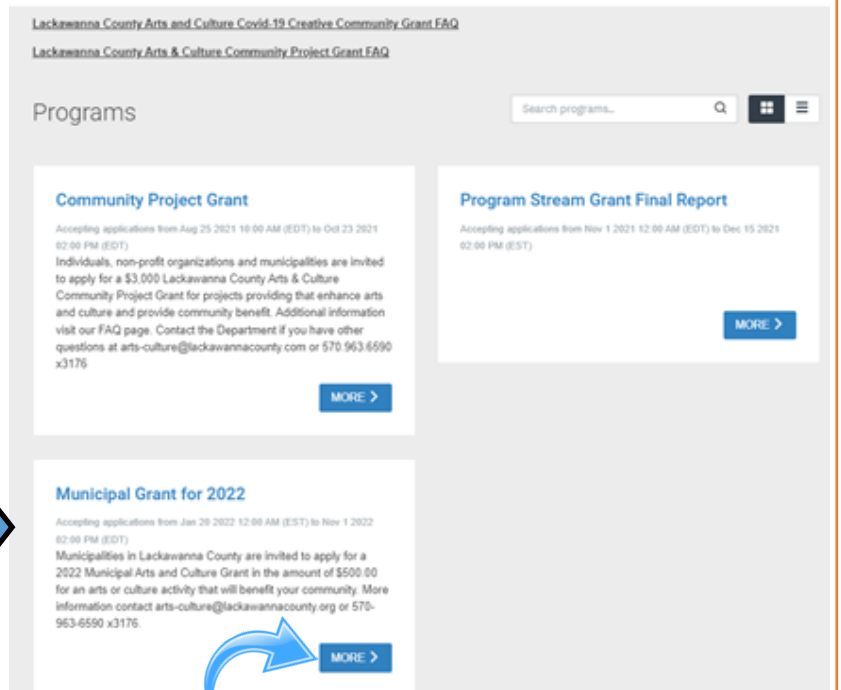 Lackawanna County Arts and Culture Covid-19 Creative Community Grant FAQ
Lackawanna County Arts & Culture Community Project Grant FAQ
Programs
Search programs...
Community Project Grant
Accepting applications from Aug 25 2021 10:00 AM (EDT) to Oct 23 2021
02:00 PM (EDT)
Individuals, non-profit organizations and municipalities are invited
to apply for a $3,000 Lackawanna County Arts & Culture
Community Project Grant for projects providing that enhance arts
and culture and provide community benefit. Additional information
visit our FAQ page. Contact the Department if you have other
questions at arts-culture@lackawannacounty.com or 570.963.6590
x3176
MORE
Program Stream Grant Final Report
Accepting applications from Nov 1 2021 12:00 AM (EDT) to Dec 15 2021
02:00 PM (EST)
MORE
Municipal Grant for 2022
Accepting applications from Jan 20 2022 12:00 AM (EST) to Nov 1 2022
02:00 PM (EDT)
Municipalities in Lackawanna County are invited to apply for a
2022 Municipal Arts and Culture Grant in the amount of $500.00
for an arts or culture activity that will benefit your community. More
information contact arts-culture@lackawannacounty.org or 570-
963-6590 x3176.
MORE